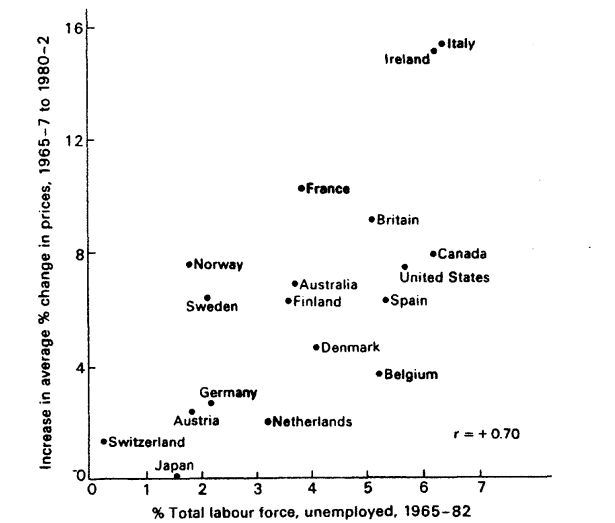 Increase in average % change in prices, 1965-7 to 1980-2
16
12
8
4
0
Italy
Ireland
France
Britain
Canada
Norway
United States
Australia
Sweden
Finland
Spain
Denmark
Belgium
Germany
Austria
Netherlands
r = + 0.70
Switzerland
Japan
0 1 2 3 4 5 6 7
% Total labour force, unemployed, 1965-82